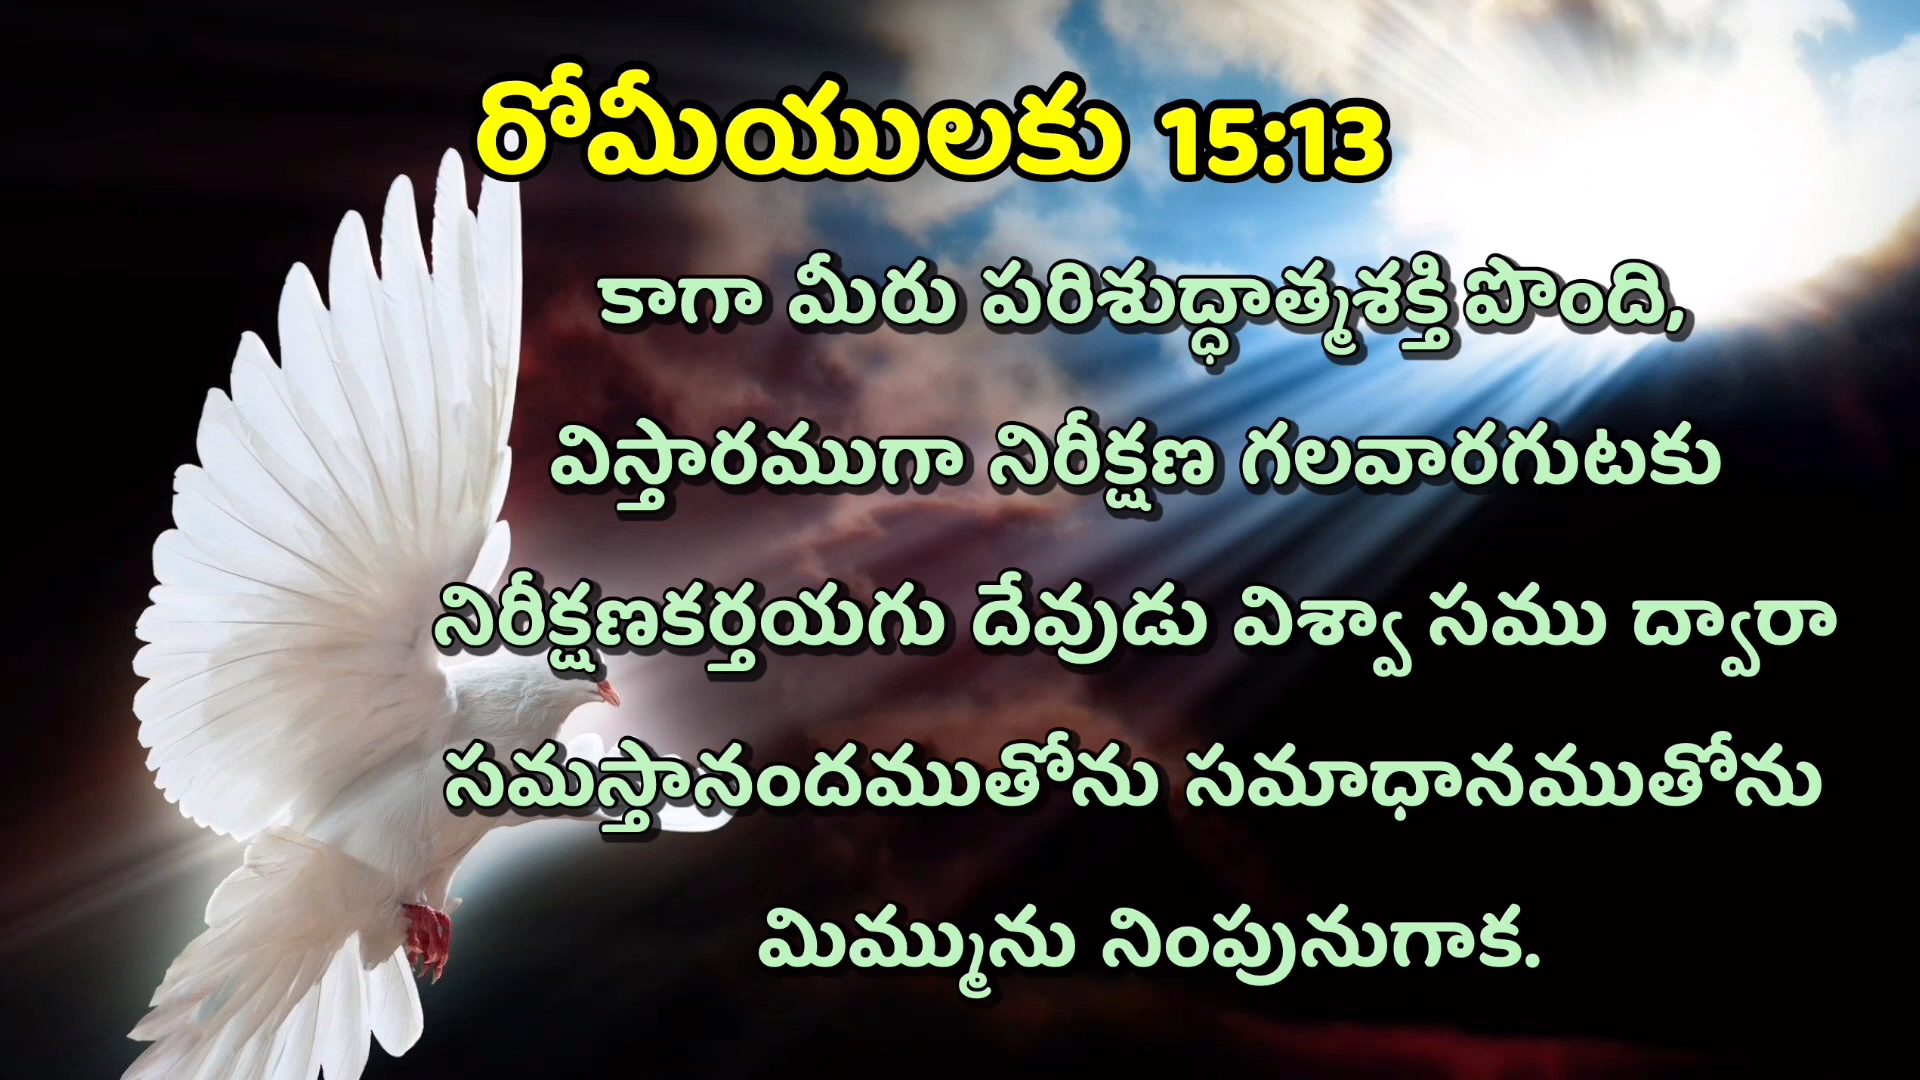 రోమీయులకు 15:13
కాగా మీరు పరిశుద్ధాత్మశక్తి పొంది,
విస్తారముగా నిరీక్షణ గలవారగుటకు
నిరీక్షణకర్తయగు దేవుడు విశ్వా సము ద్వారా
సమస్తానందముతోను సమాధానముతోను
మిమ్మును నింపునుగాక.